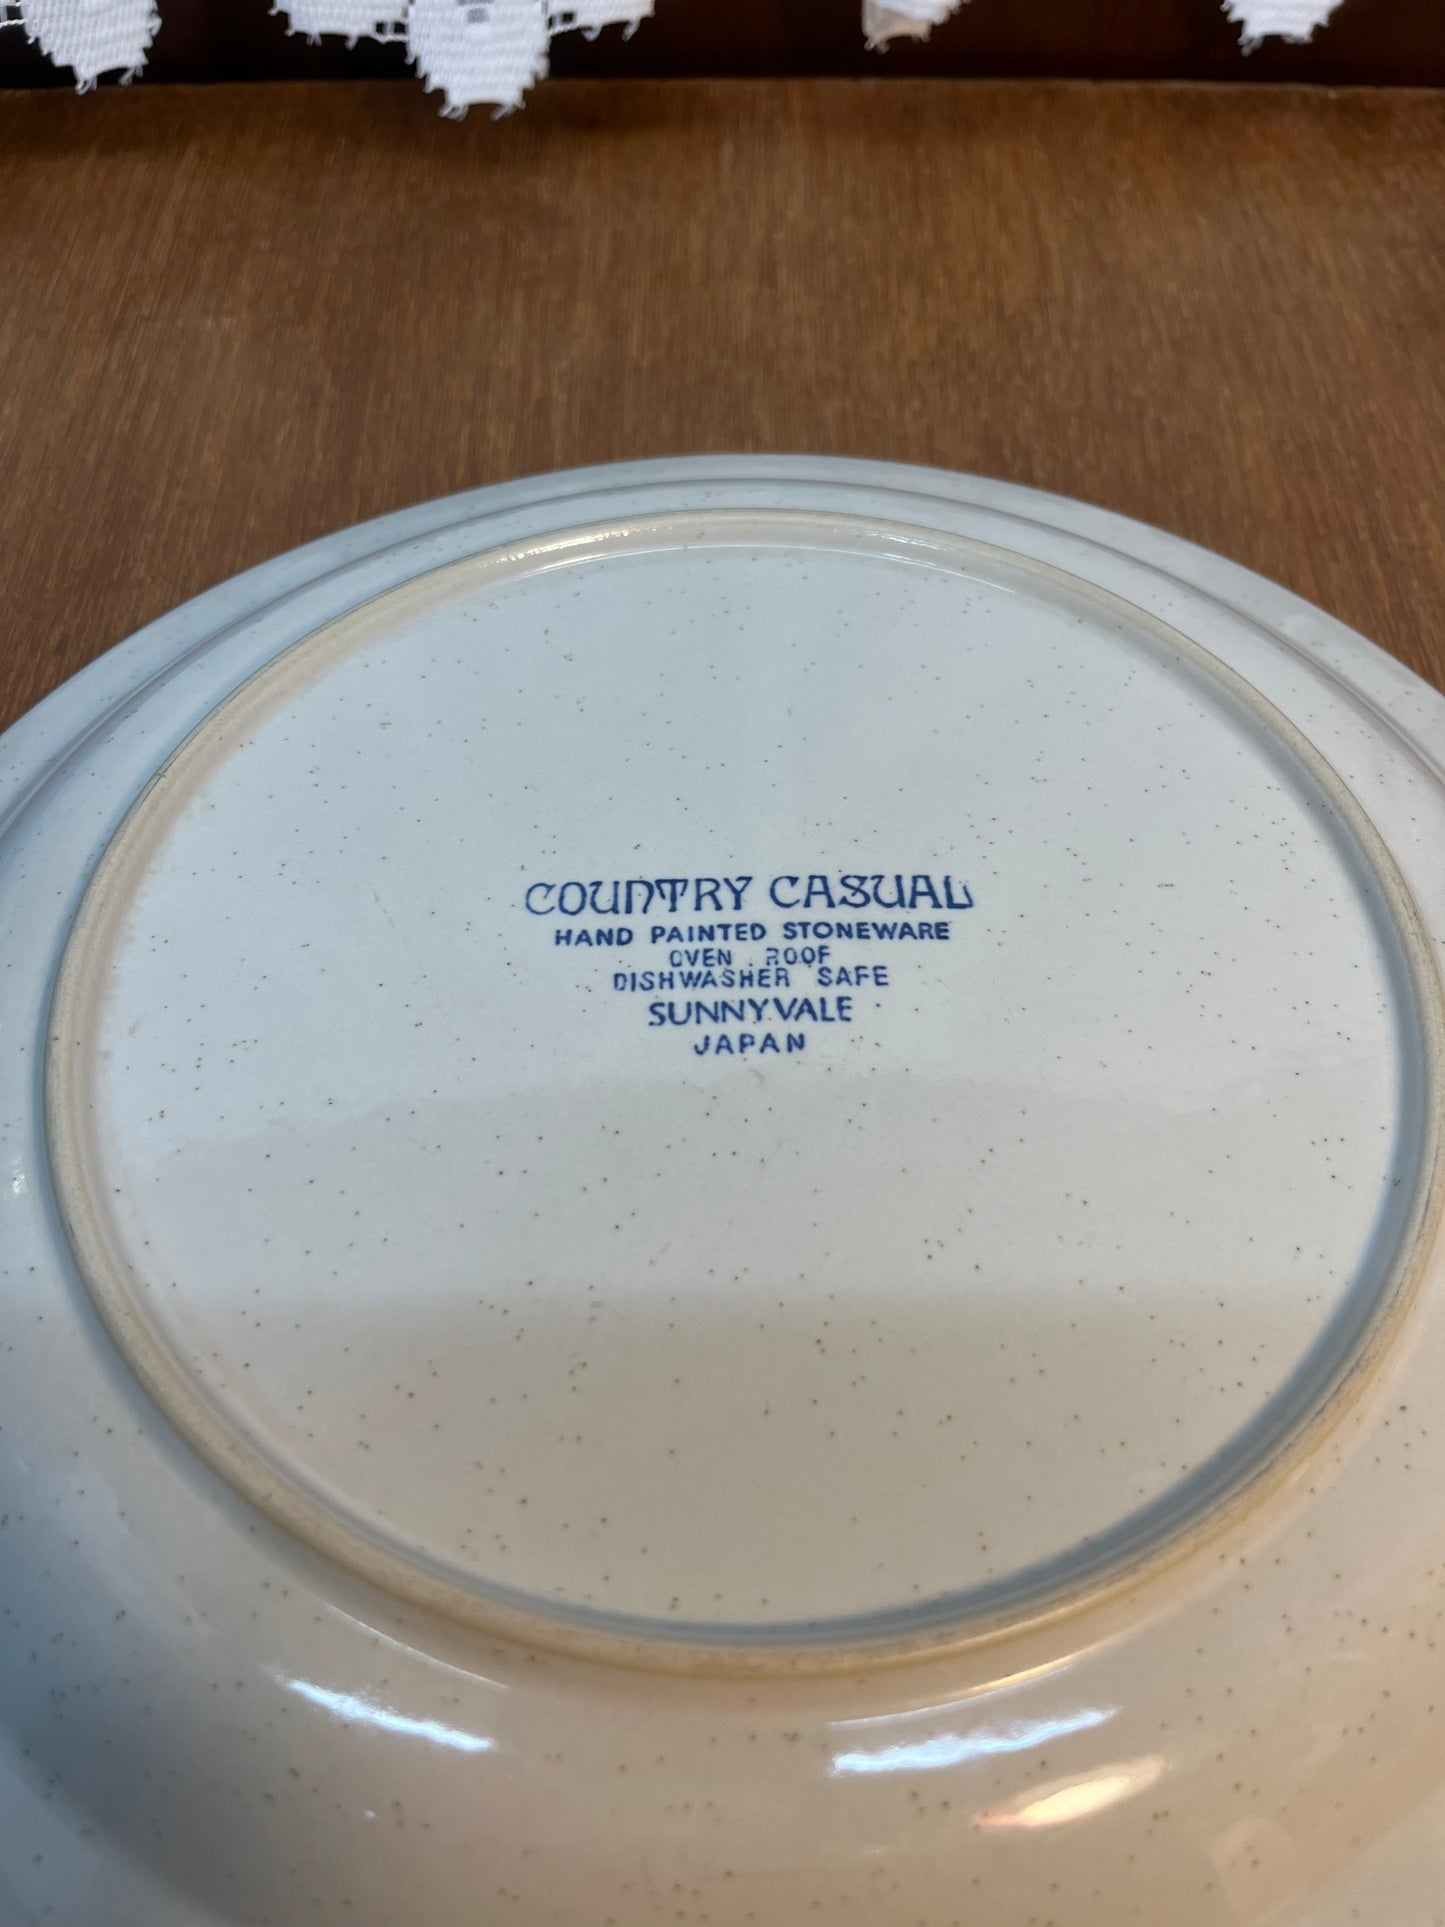 COUNTRY CASUAL
HAND PAINTED STONEWARE
OVEN ROOF
DISHWASHER SAFE
SUNNYVALE
JAPAN